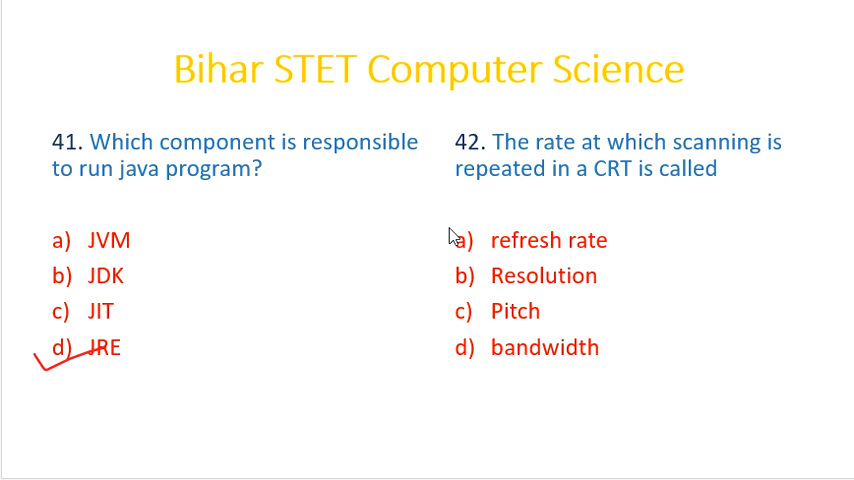 Bihar STET Computer Science
41. Which component is responsible
to run java program?
a) JVM
b) JDK
c) JIT
d) JRE
42. The rate at which scanning is
repeated in a CRT is called
a) refresh rate
b) Resolution
c) Pitch
d) bandwidth